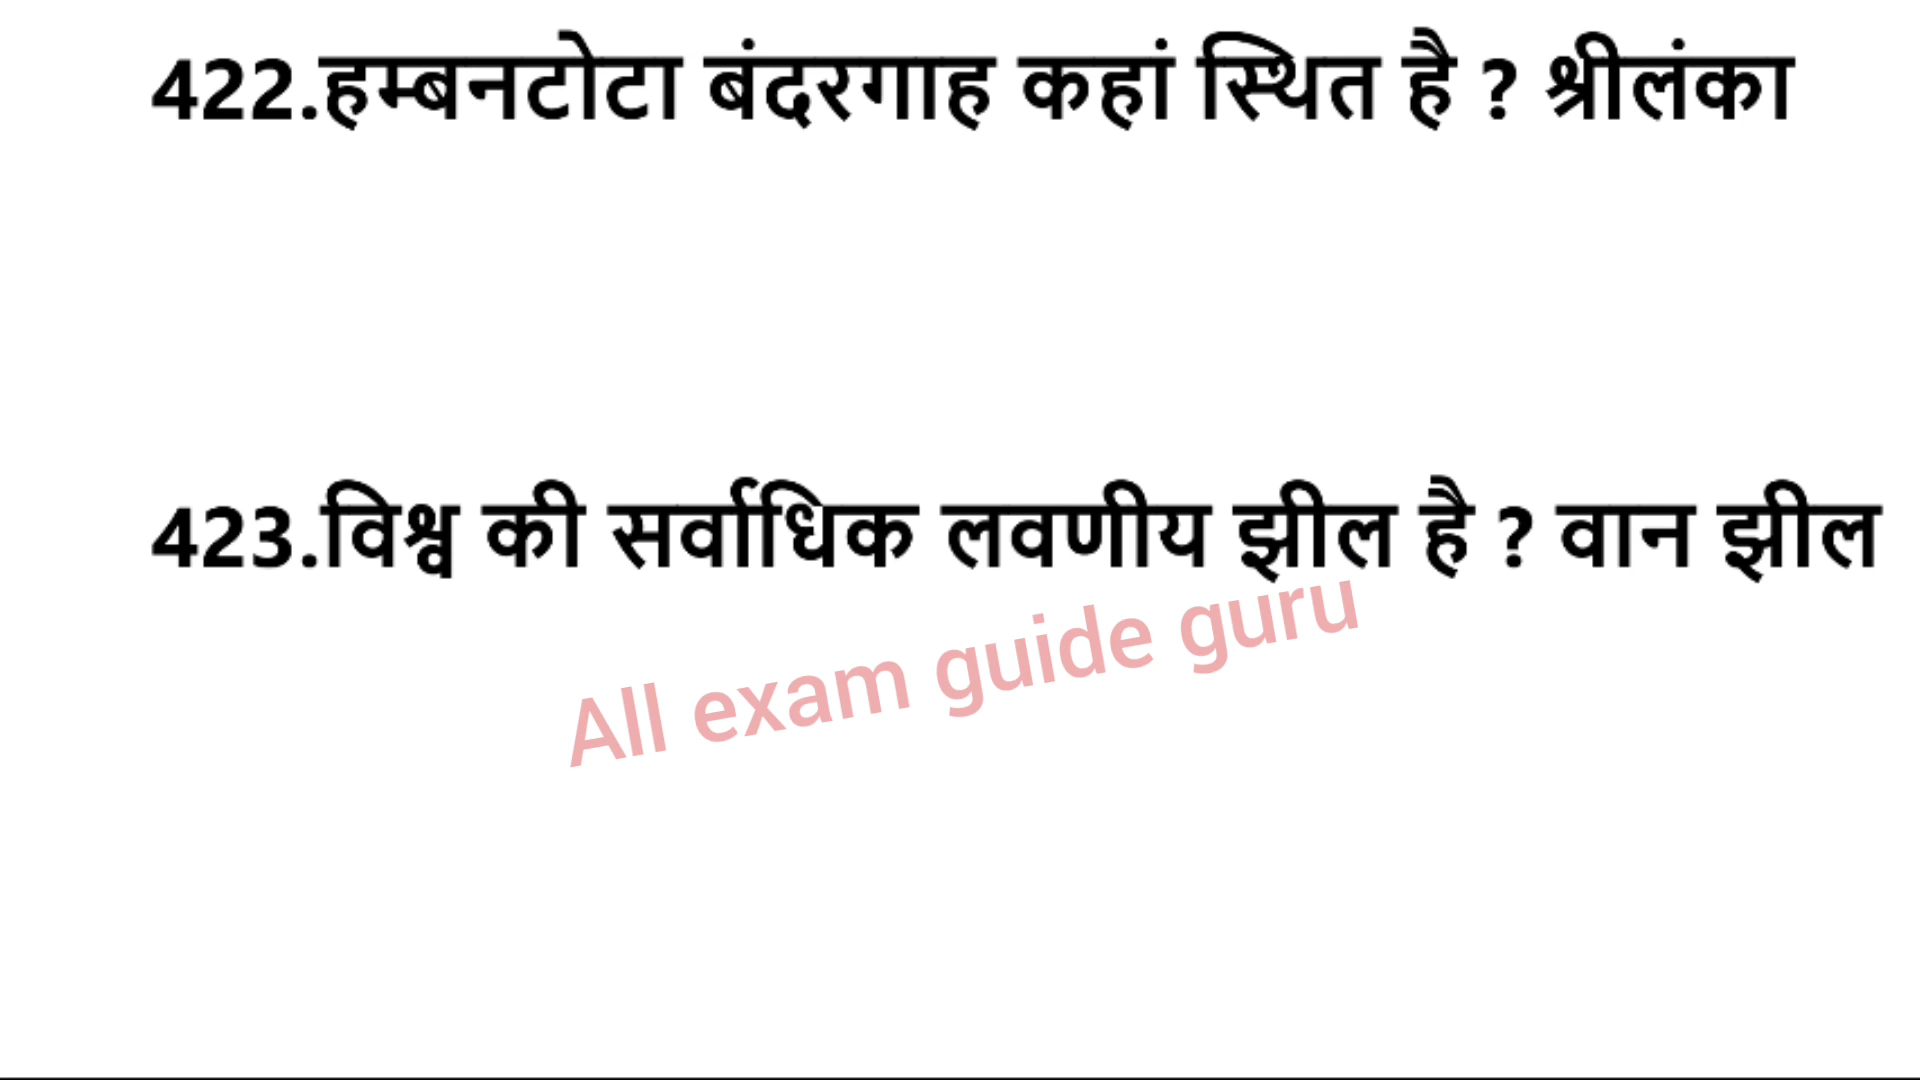 422.हम्बनटोटा बंदरगाह कहां स्थित है ? श्रीलंका
423.विश्व की सर्वाधिक लवणीय झील है ? वान झील
All exam guide guru